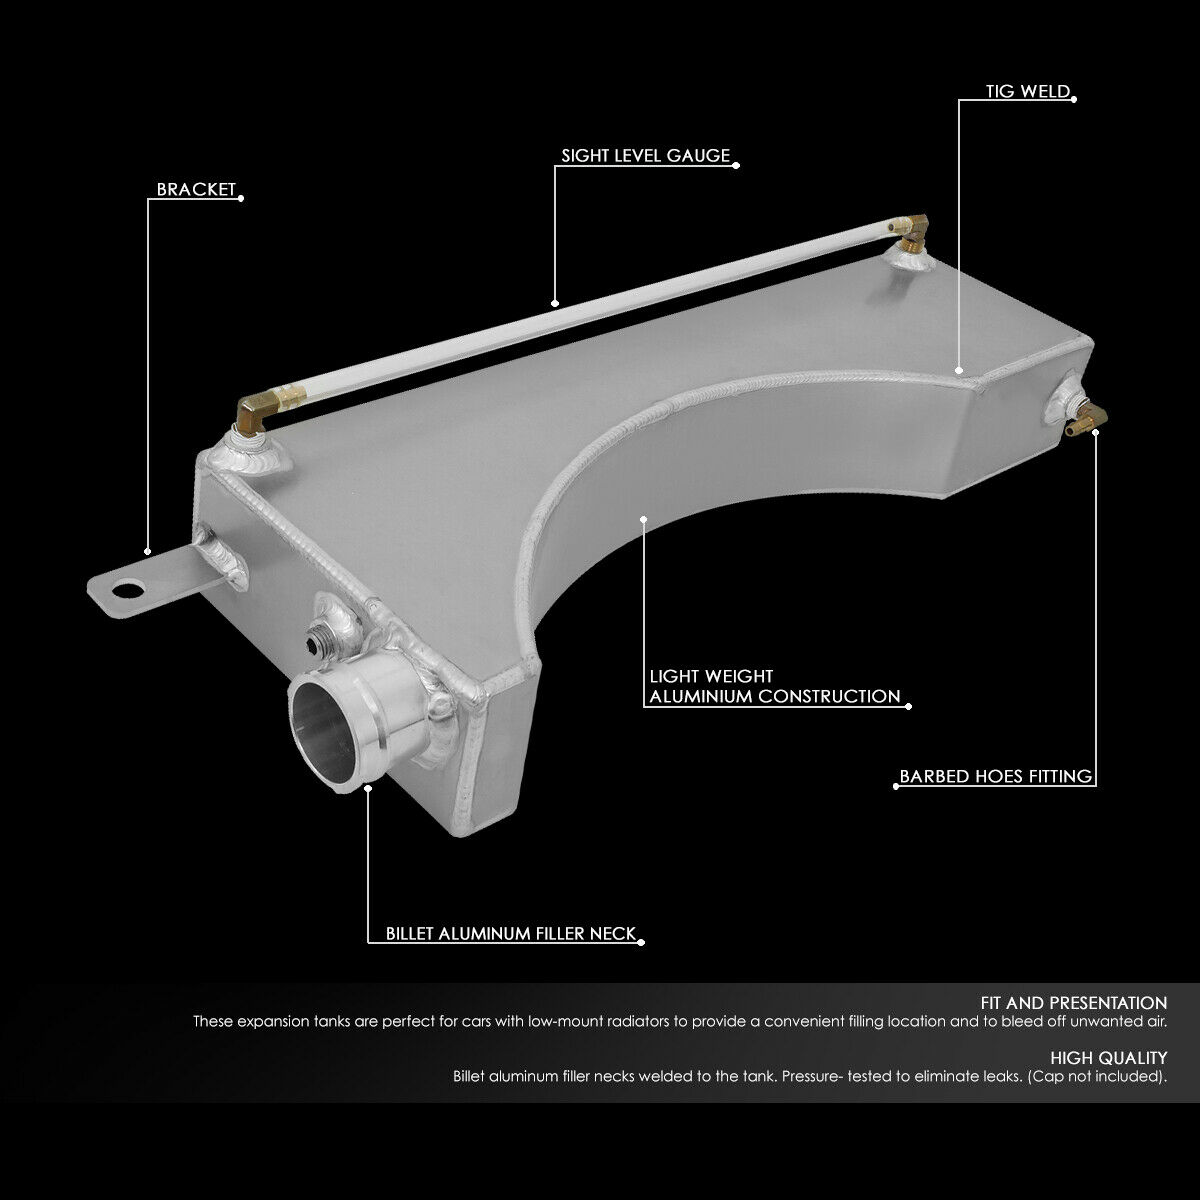 TIG WELD
SIGHT LEVEL GAUGE
BRACKET
LIGHT WEIGHT
ALUMINIUM CONSTRUCTION
BARBED HOES FITTING
BILLET ALUMINUM FILLER NECK
FIT AND PRESENTATION
These expansion tanks are perfect for cars with low-mount radiators to provide a convenient filling location and to bleed off unwanted air.
HIGH QUALITY
Billet aluminum filler necks welded to the tank. Pressure- tested to eliminate leaks. (Cap not included).